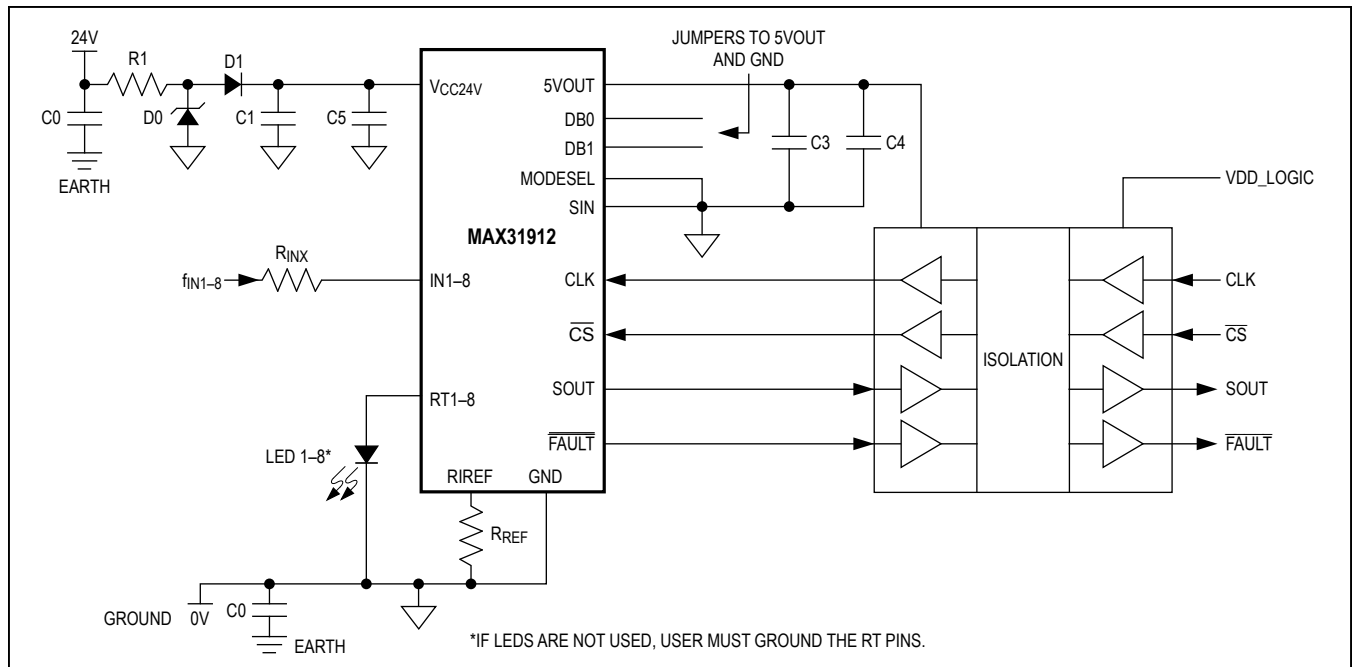 24V
R1
D1
C0
D0
C1
C5
EARTH
VCC24V
5VOUT
DB0
DB1
MODESEL
SIN
JUMPERS TO 5VOUT
AND GND
C3
C4
VDD_LOGIC
MAX31912
RINX
fIN1–8
IN1–8
CLK
CLK
CS
CS
ISOLATION
RT1–8
SOUT
SOUT
FAULT
FAULT
LED 1–8*
RIREF
GND
RREF
GROUND
0V
C0
EARTH
*IF LEDS ARE NOT USED, USER MUST GROUND THE RT PINS.